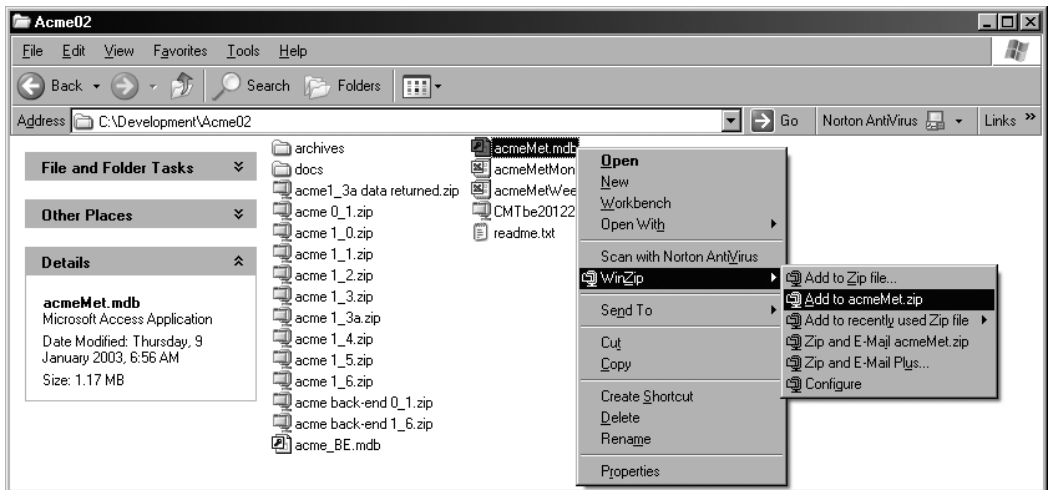 Acme02
File Edit View Favorites Tools Help
Back Search Folders
Address C:\Development\Acme02 Go Norton AntiVirus Links »
File and Folder Tasks
Other Places
Details
acmeMet.mdb
Microsoft Access Application
Date Modified: Thursday, 9
January 2003, 6:56 AM
Size: 1.17 MB
archives
docs
acme1_3a data returned.zip
acme 0_1.zip
acme 1_0.zip
acme 1_1.zip
acme 1_2.zip
acme 1_3.zip
acme 1_3a.zip
acme 1_4.zip
acme 1_5.zip
acme 1_6.zip
acme back-end 0_1.zip
acme back-end 1_6.zip
acme_BE.mdb
acmeMet.mdb
acmeMetMon
acmeMetWee
CMTbe20122
readme.txt
Open
New
Workbench
Open With
Scan with Norton AntiVirus
WinZip
Send To
Cut
Copy
Create Shortcut
Delete
Rename
Properties
Add to Zip file...
Add to acmeMet.zip
Add to recently used Zip file
Zip and E-Mail acmeMet.zip
Zip and E-Mail Plus...
Configure